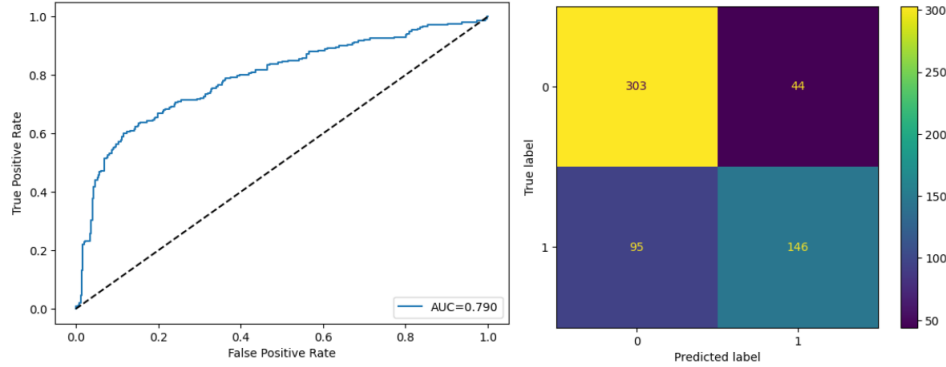 1.0
0.8
0.6
0.4
0.2
0.0
True Positive Rate
0.0 0.2 0.4 0.6 0.8 1.0
False Positive Rate
AUC=0.790
True label
0
1
303 44
95 146
0 1
Predicted label
300
250
200
150
100
50